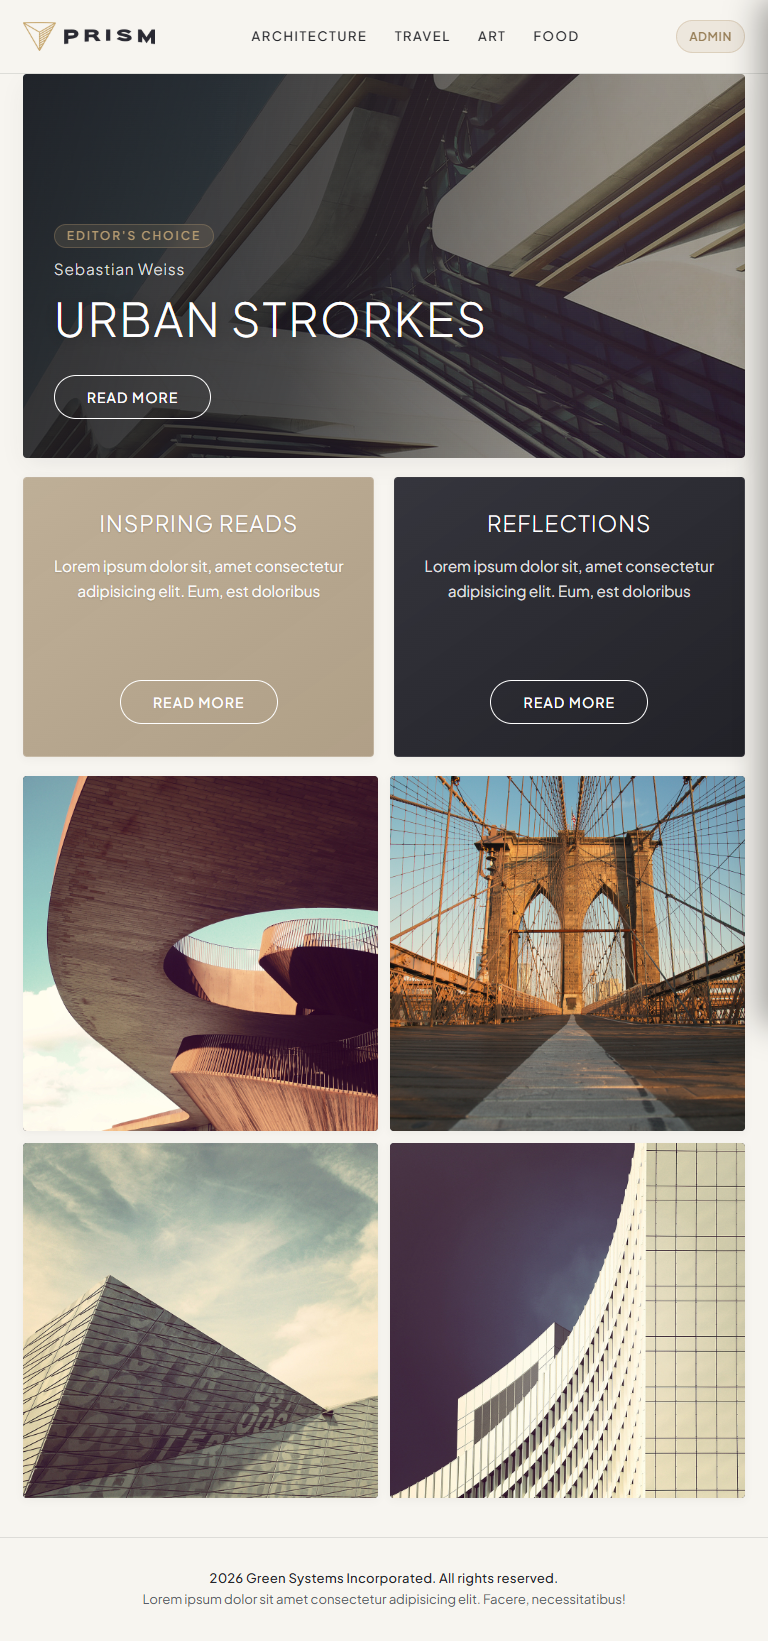 PRISM
ARCHITECTURE TRAVEL ART FOOD
ADMIN
EDITOR'S CHOICE
Sebastian Weiss
URBAN STRORKES
READ MORE
INSPRING READS
Lorem ipsum dolor sit, amet consectetur
adipisicing elit. Eum, est doloribus
READ MORE
REFLECTIONS
Lorem ipsum dolor sit, amet consectetur
adipisicing elit. Eum, est doloribus
READ MORE
2026 Green Systems Incorporated. All rights reserved.
Lorem ipsum dolor sit amet consectetur adipisicing elit. Facere, necessitatibus!